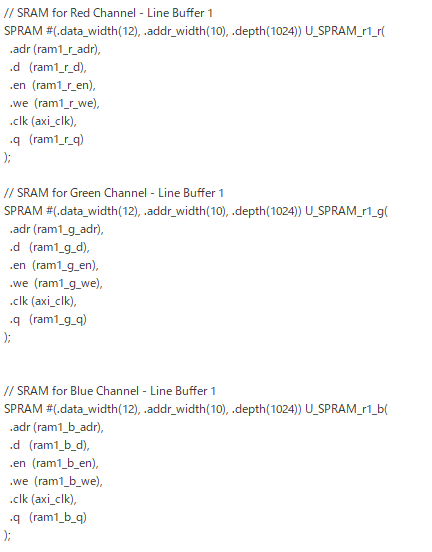 // SRAM for Red Channel - Line Buffer 1
SPRAM #(.data_width(12), .addr_width(10), .depth(1024)) U_SPRAM_r1_r(
.adr (ram1_r_adr),
.d (ram1_r_d),
.en (ram1_r_en),
.we (ram1_r_we),
.clk (axi_clk),
.q (ram1_r_q)
);
// SRAM for Green Channel - Line Buffer 1
SPRAM #(.data_width(12), .addr_width(10), .depth(1024)) U_SPRAM_r1_g(
.adr (ram1_g_adr),
.d (ram1_g_d),
.en (ram1_g_en),
.we (ram1_g_we),
.clk (axi_clk),
.q (ram1_g_q)
);
// SRAM for Blue Channel - Line Buffer 1
SPRAM #(.data_width(12), .addr_width(10), .depth(1024)) U_SPRAM_r1_b(
.adr (ram1_b_adr),
.d (ram1_b_d),
.en (ram1_b_en),
.we (ram1_b_we),
.clk (axi_clk),
.q (ram1_b_q)
);